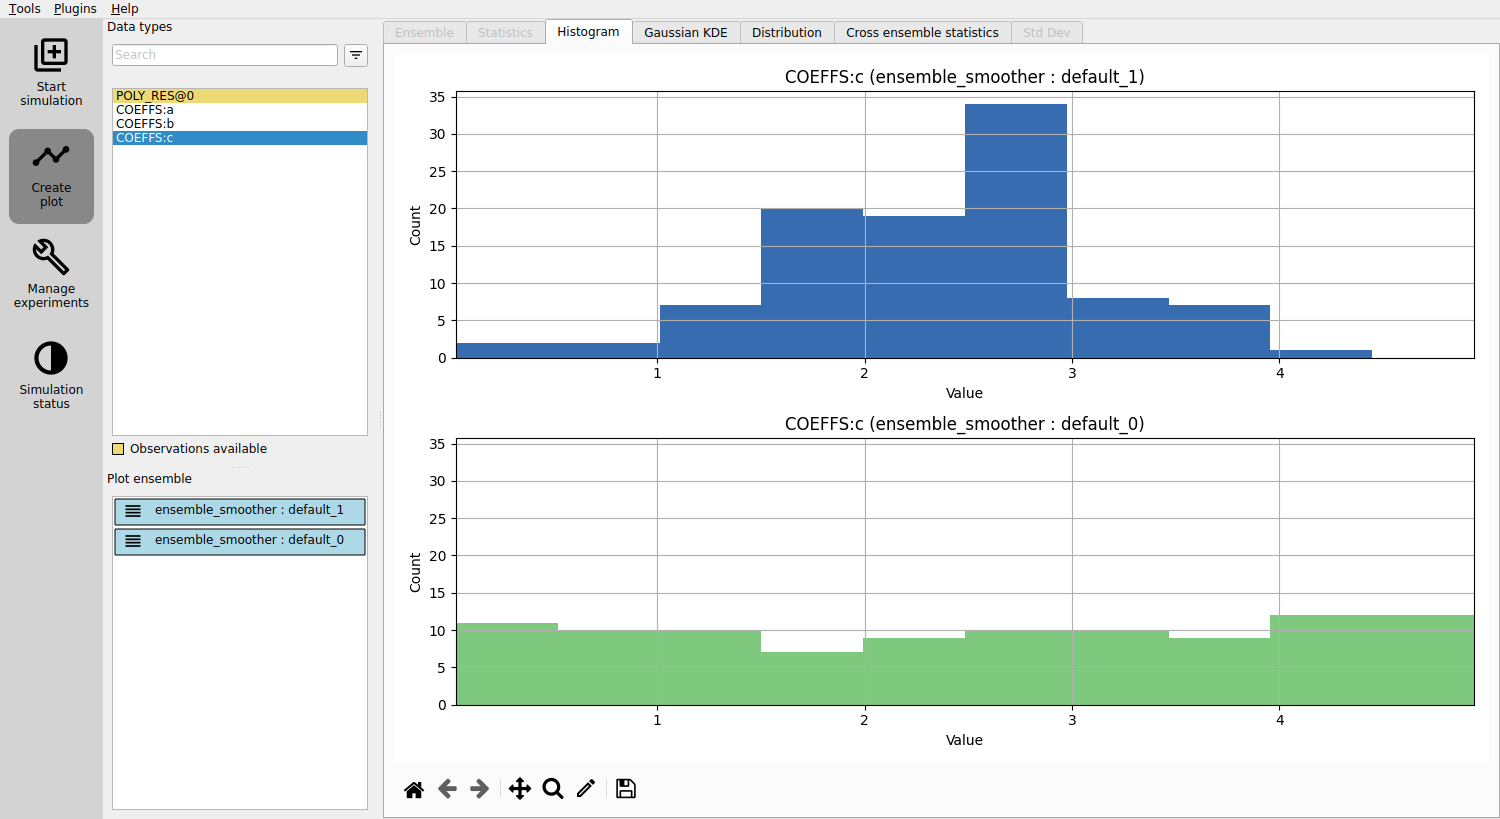 Tools Plugins Help
Start
simulation
Create
plot
Manage
experiments
Simulation
status
Data types
Search
POLY_RES@0
COEFFS:a
COEFFS:b
COEFFS:c
Observations available
Plot ensemble
ensemble_smoother : default_1
ensemble_smoother : default_0
Ensemble Statistics Histogram Gaussian KDE Distribution Cross ensemble statistics Std Dev
COEFFS:c (ensemble_smoother : default_1)
35
30
25
20
15
10
5
0
Count
1 2 3 4
Value
COEFFS:c (ensemble_smoother : default_0)
35
30
25
20
15
10
5
0
Count
1 2 3 4
Value